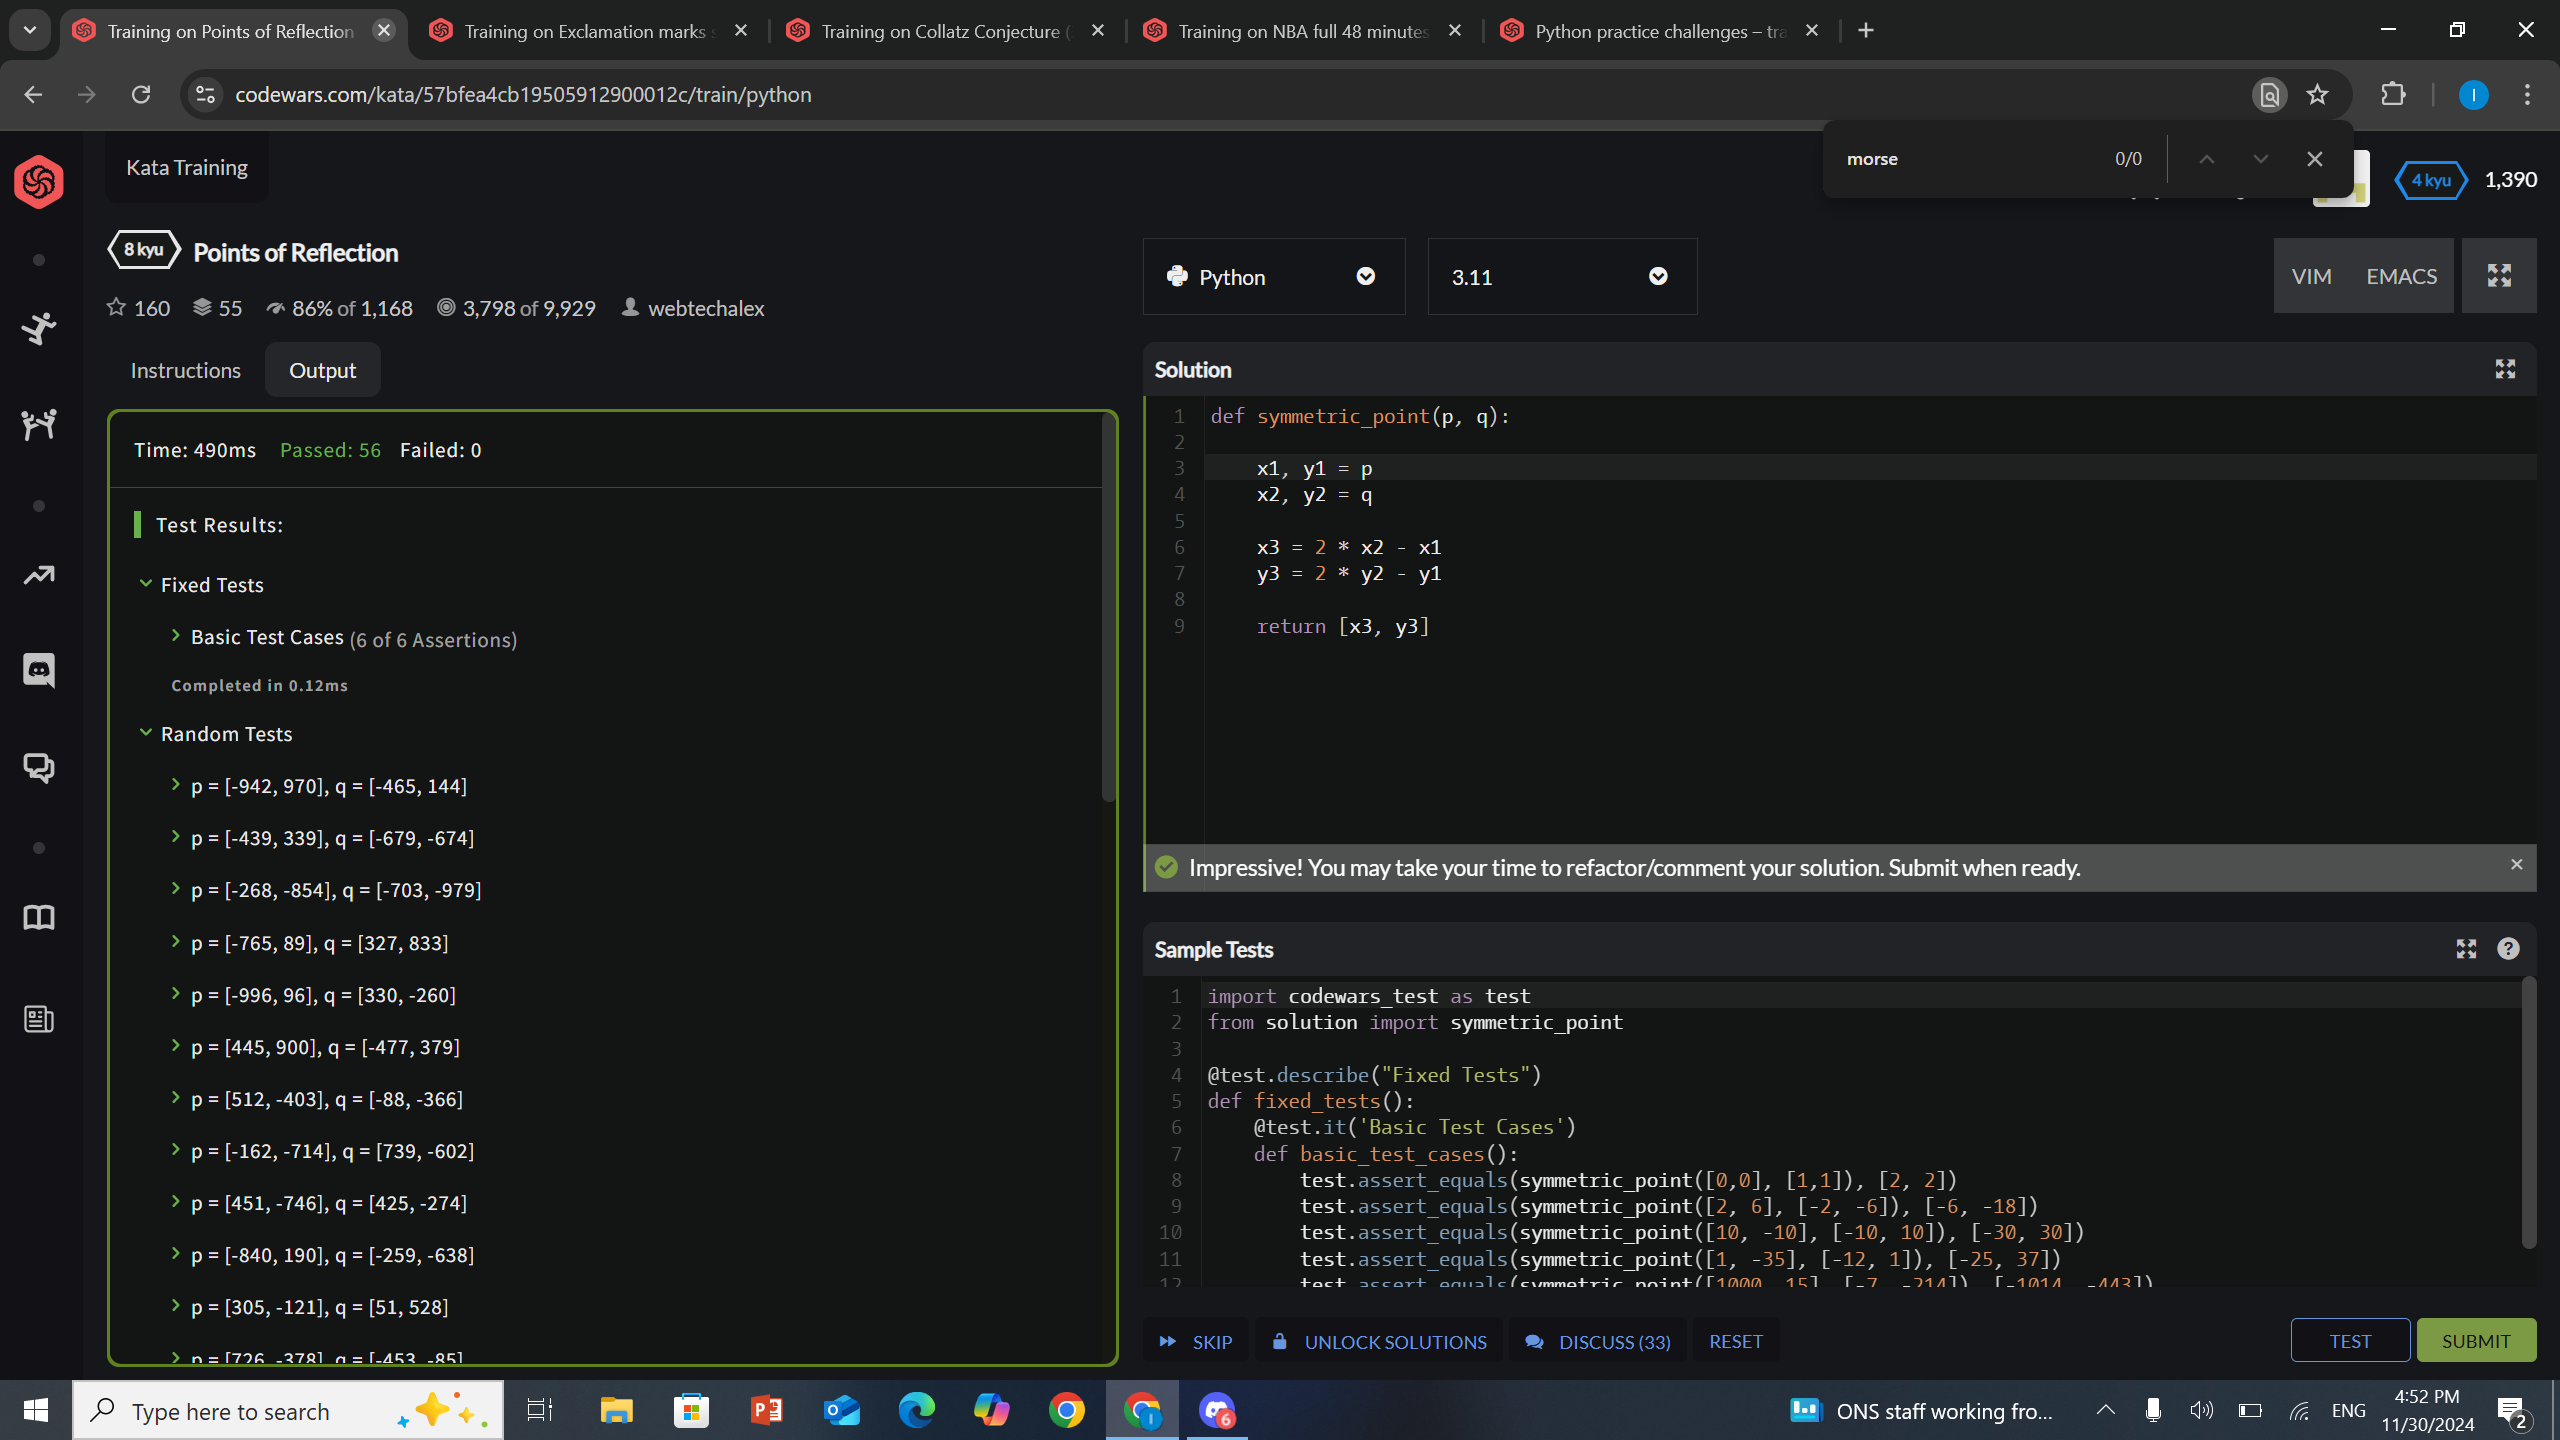 Training on Points of Reflection
Training on Exclamation marks s
Training on Collatz Conjecture (
Training on NBA full 48 minutes
Python practice challenges – tra
codewars.com/kata/57bfea4cb19505912900012c/train/python
morse
0/0
Kata Training
4 kyu
1,390
8 kyu
Points of Reflection
160
55
86% of 1,168
3,798 of 9,929
webtechalex
Instructions
Output
Time: 490ms
Passed: 56
Failed: 0
Test Results:
Fixed Tests
Basic Test Cases (6 of 6 Assertions)
Completed in 0.12ms
Random Tests
p = [-942, 970], q = [-465, 144]
p = [-439, 339], q = [-679, -674]
p = [-268, -854], q = [-703, -979]
p = [-765, 89], q = [327, 833]
p = [-996, 96], q = [330, -260]
p = [445, 900], q = [-477, 379]
p = [512, -403], q = [-88, -366]
p = [-162, -714], q = [739, -602]
p = [451, -746], q = [425, -274]
p = [-840, 190], q = [-259, -638]
p = [305, -121], q = [51, 528]
p = [726, -378], q = [-453, -85]
Python
3.11
VIM
EMACS
Solution
1 def symmetric_point(p, q):
2
3     x1, y1 = p
4     x2, y2 = q
5
6     x3 = 2 * x2 - x1
7     y3 = 2 * y2 - y1
8
9     return [x3, y3]
Impressive! You may take your time to refactor/comment your solution. Submit when ready.
Sample Tests
1 import codewars_test as test
2 from solution import symmetric_point
3
4 @test.describe("Fixed Tests")
5 def fixed_tests():
6     @test.it('Basic Test Cases')
7     def basic_test_cases():
8         test.assert_equals(symmetric_point([0,0], [1,1]), [2, 2])
9         test.assert_equals(symmetric_point([2, 6], [-2, -6]), [-6, -18])
10         test.assert_equals(symmetric_point([10, -10], [-10, 10]), [-30, 30])
11         test.assert_equals(symmetric_point([1, -35], [-12, 1]), [-25, 37])
12         test.assert_equals(symmetric_point([1000, 15], [-7, -214]), [-1014, -443])
SKIP
UNLOCK SOLUTIONS
DISCUSS (33)
RESET
TEST
SUBMIT
Type here to search
6
ONS staff working fro...
ENG
4:52 PM
11/30/2024
2